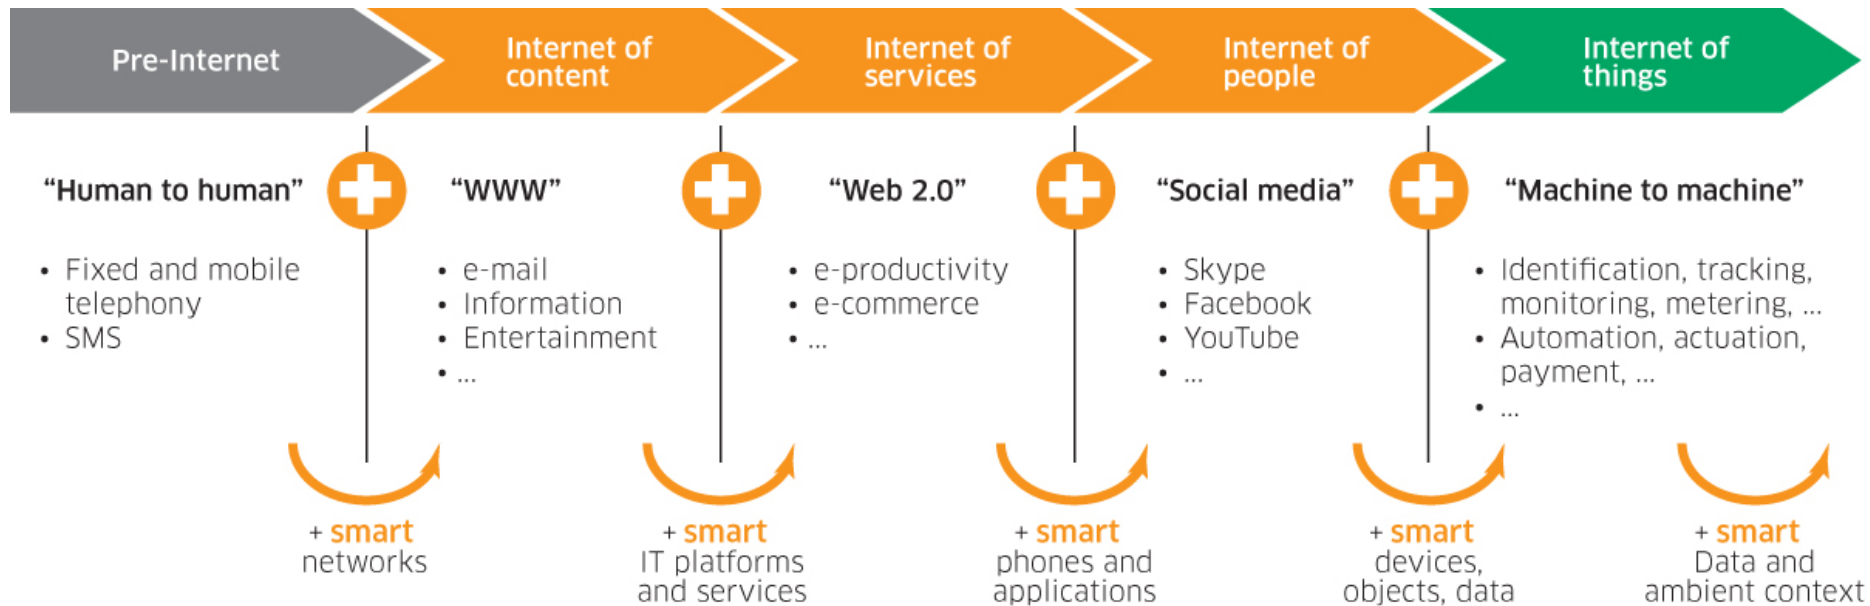 Pre-Internet
Internet of
content
Internet of
services
Internet of
people
Internet of
things
“Human to human”
“WWW”
“Web 2.0”
“Social media”
“Machine to machine”
• Fixed and mobile
telephony
• SMS
• e-mail
• Information
• Entertainment
• ...
• e-productivity
• e-commerce
• ...
• Skype
• Facebook
• YouTube
• ...
• Identification, tracking,
monitoring, metering, ...
• Automation, actuation,
payment, ...
• ...
+ smart
networks
+ smart
IT platforms
and services
+ smart
phones and
applications
+ smart
devices,
objects, data
+ smart
Data and
ambient context